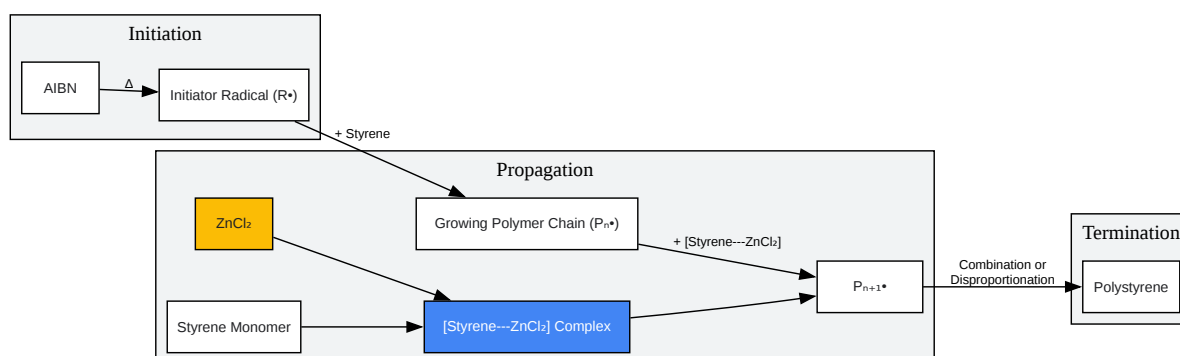 Initiation
AIBN
Δ
Initiator Radical (R•)
+ Styrene
Propagation
ZnCl₂
Growing Polymer Chain (Pₙ•)
+ [Styrene---ZnCl₂]
Styrene Monomer
[Styrene---ZnCl₂] Complex
Pₙ₊₁•
Combination or
Disproportionation
Termination
Polystyrene